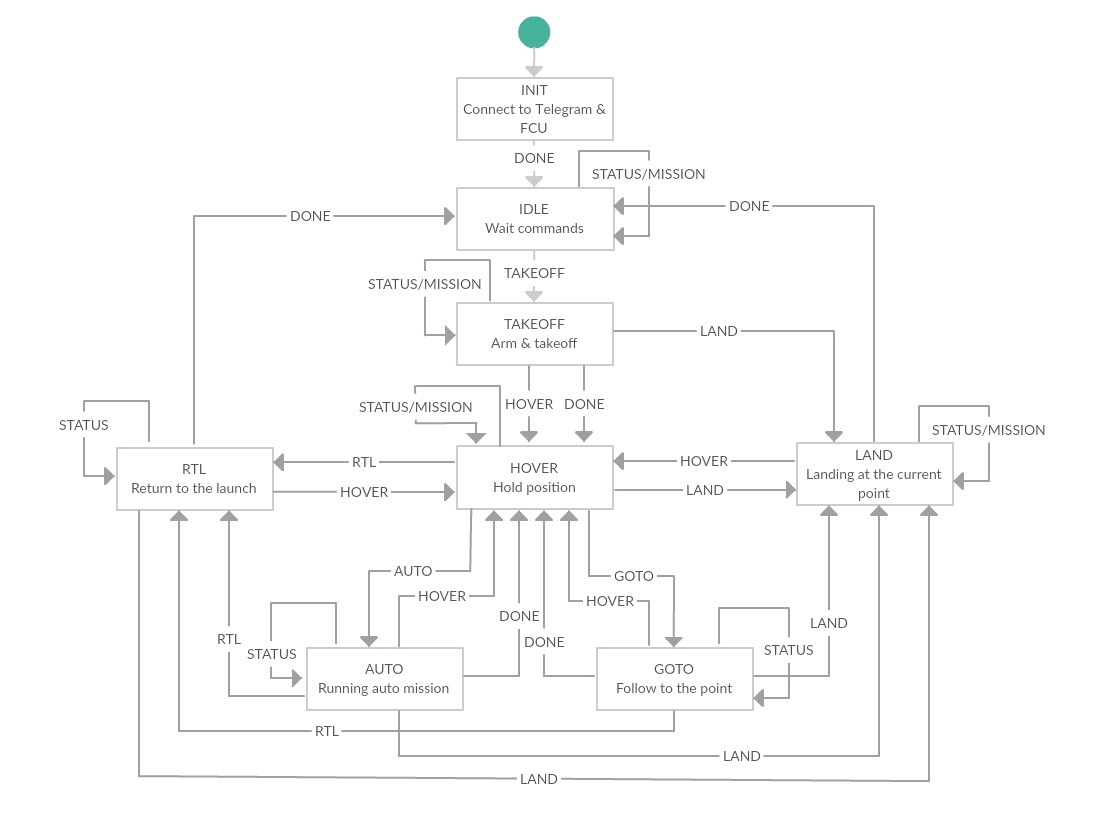 INIT
Connect to Telegram &
FCU
DONE
STATUS/MISSION
DONE
IDLE
Wait commands
DONE
STATUS/MISSION
TAKEOFF
TAKEOFF
Arm & takeoff
LAND
STATUS/MISSION
HOVER
DONE
STATUS
STATUS/MISSION
RTL
Return to the launch
RTL
HOVER
HOVER
Hold position
HOVER
LAND
LAND
Landing at the current
point
AUTO
HOVER
GOTO
HOVER
DONE
DONE
RTL
STATUS
LAND
STATUS
AUTO
Running auto mission
GOTO
Follow to the point
RTL
LAND
LAND